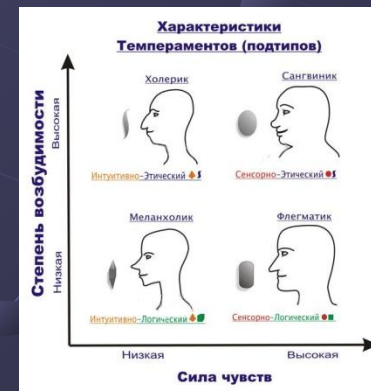 Характеристики
Темпераментов (подтипов)
Степень возбудимости
Высокая
Низкая
Холерик
Сангвиник
Интуитивно-Этический
Сенсорно-Этический
Меланхолик
Флегматик
Интуитивно-Логический
Сенсорно-Логический
Низкая
Высокая
Сила чувств